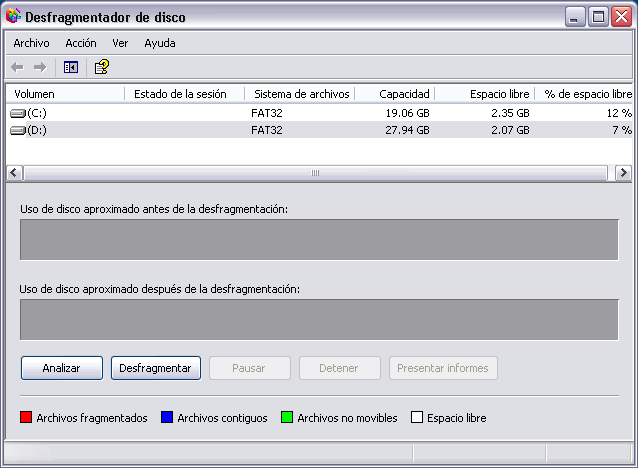 Desfragmentador de disco
Archivo Acción Ver Ayuda
Volumen Estado de la sesión Sistema de archivos Capacidad Espacio libre % de espacio libre
(C:) FAT32 19.06 GB 2.35 GB 12 %
(D:) FAT32 27.94 GB 2.07 GB 7 %
Uso de disco aproximado antes de la desfragmentación:
Uso de disco aproximado después de la desfragmentación:
Analizar Desfragmentar Pausar Detener Presentar informes
Archivos fragmentados Archivos contiguos Archivos no movibles Espacio libre